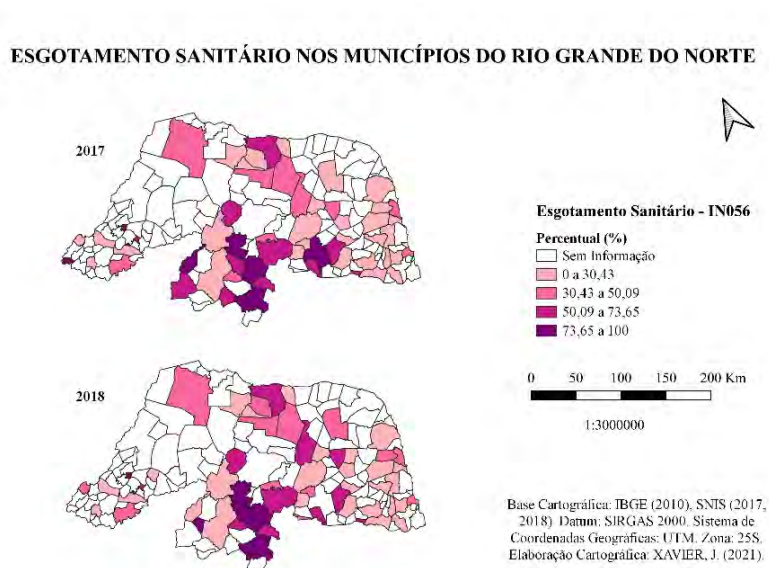 ESGOTAMENTO SANITÁRIO NOS MUNICÍPIOS DO RIO GRANDE DO NORTE
2017
Esgotamento Sanitário - IN056
Percentual (%)
Sem Informação
0 a 30,43
30,43 a 50,09
50,09 a 73,65
73,65 a 100
0 50 100 150 200 Km
1:3000000
2018
Base Cartográfica: IBGE (2010), SNIS (2017,
2018). Datum: SIRGAS 2000. Sistema de
Coordenadas Geográficas: UTM. Zona: 25S.
Elaboração Cartográfica: XAVIER, J. (2021).